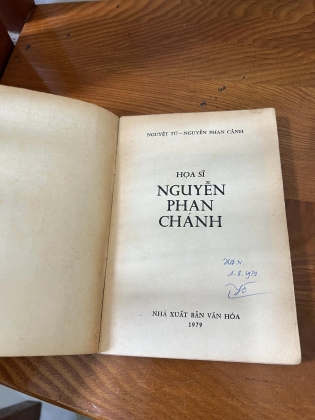 NGUYỆT TÚ - NGUYỄN PHAN CẢNH
HỌA SĨ
NGUYỄN
PHAN
CHÁNH
NHÀ XUẤT BẢN VĂN HÓA
1979